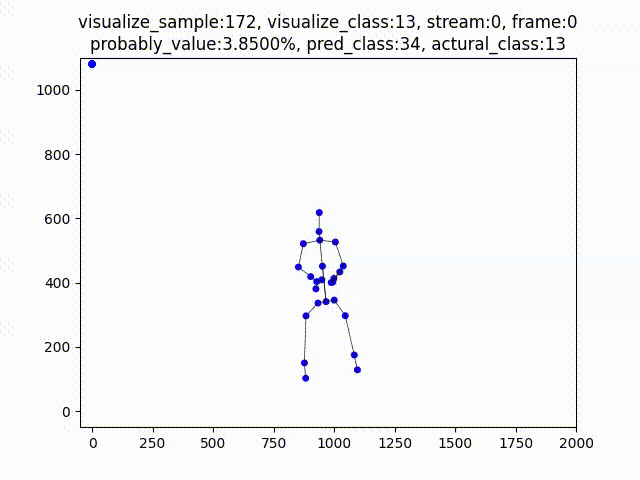 visualize_sample:172, visualize_class:13, stream:0, frame:0
probably_value:3.8500%, pred_class:34, actural_class:13
1000
800
600
400
200
0
0 250 500 750 1000 1250 1500 1750 2000